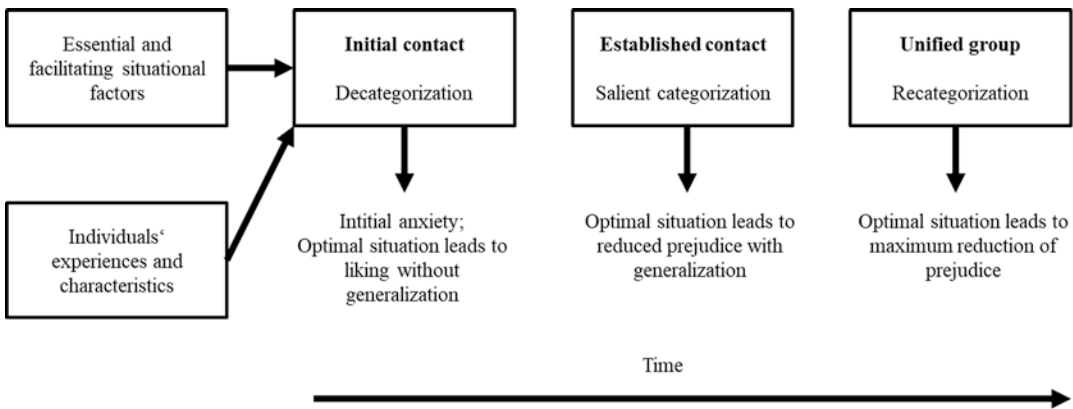 Essential and
facilitating situational
factors
Initial contact
Decategorization
Established contact
Salient categorization
Unified group
Recategorization
Individuals‘
experiences and
characteristics
Intitial anxiety;
Optimal situation leads to
liking without
generalization
Optimal situation leads to
reduced prejudice with
generalization
Optimal situation leads to
maximum reduction of
prejudice
Time